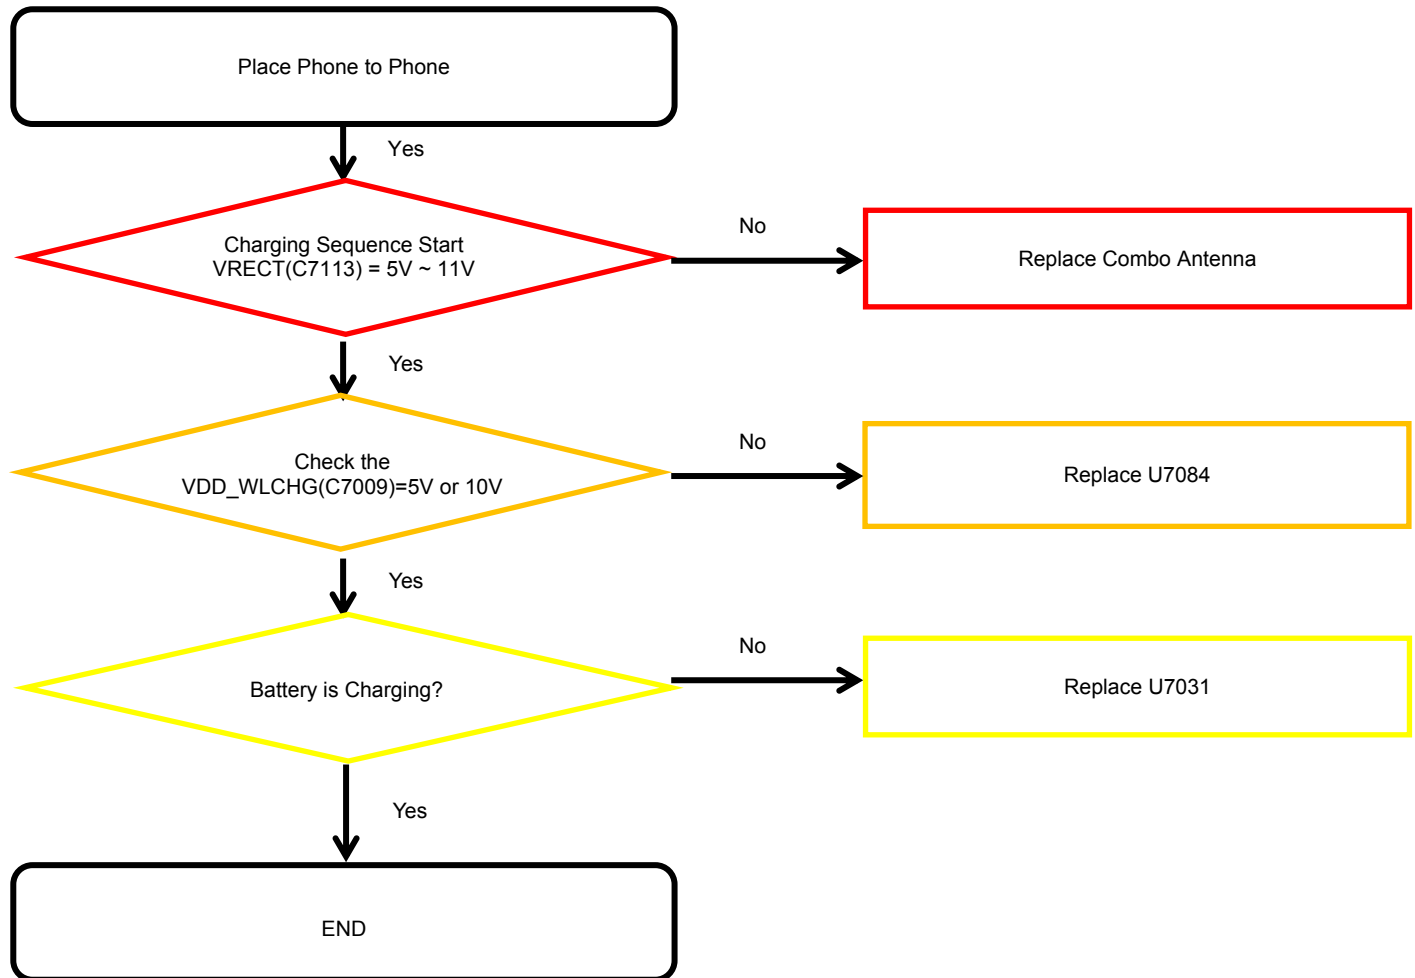 Place Phone to Phone
Yes
Charging Sequence Start
VRECT(C7113) = 5V ~ 11V
No
Replace Combo Antenna
Yes
Check the
VDD_WLCHG(C7009)=5V or 10V
No
Replace U7084
Yes
Battery is Charging?
No
Replace U7031
Yes
END